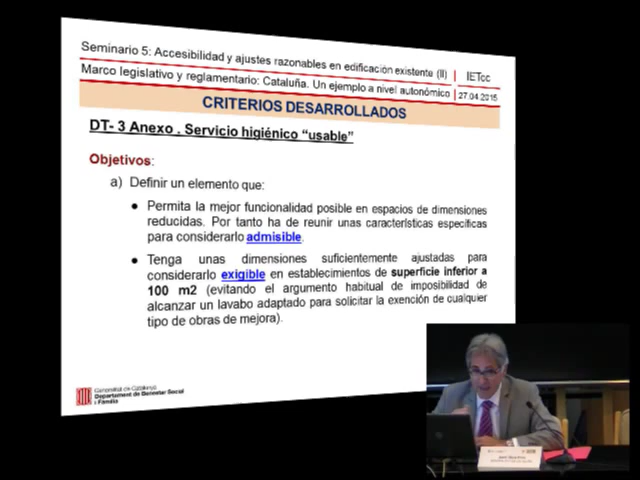 Seminario 5: Accesibilidad y ajustes razonables en edificación existente (II)
IETcc
Marco legislativo y reglamentario: Cataluña. Un ejemplo a nivel autonómico
27.04.2015
CRITERIOS DESARROLLADOS
DT- 3 Anexo . Servicio higiénico “usable”
Objetivos:
a) Definir un elemento que:
● Permita la mejor funcionalidad posible en espacios de dimensiones
reducidas. Por tanto ha de reunir unas características específicas
para considerarlo admisible.
● Tenga unas dimensiones suficientemente ajustadas para
considerarlo exigible en establecimientos de superficie inferior a
100 m2 (evitando el argumento habitual de imposibilidad de
alcanzar un lavabo adaptado para solicitar la exención de cualquier
tipo de obras de mejora).
Generalitat de Catalunya
Departament de Benestar Social
i Família